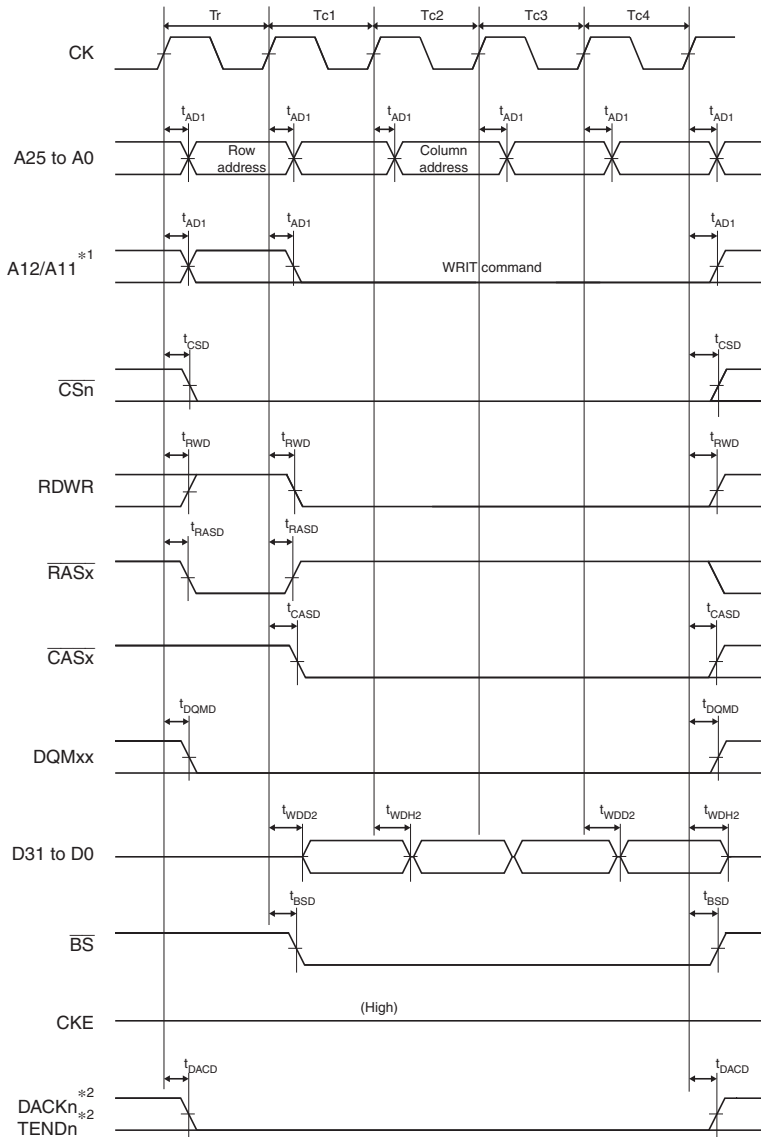 Tr Tc1 Tc2 Tc3 Tc4
CK
tAD1 tAD1 tAD1 tAD1 tAD1 tAD1
A25 to A0
Row address
Column address
tAD1 tAD1 tAD1
A12/A11 *1
WRIT command
tCSD tCSD
CSn
tRWD tRWD tRWD
RDWR
tRASD tRASD
RASx
tCASD tCASD
CASx
tDQMD tDQMD
DQMxx
tWDD2 tWDH2 tWDD2 tWDH2
D31 to D0
tBSD tBSD
BS
(High)
CKE
tDACD tDACD
DACKn*2
TENDn*2